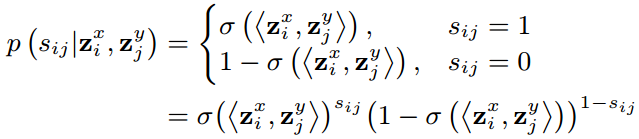 p (s_{ij}|z_i^x, z_j^y) = { σ (⟨z_i^x, z_j^y⟩) , s_{ij} = 1
1 − σ (⟨z_i^x, z_j^y⟩) , s_{ij} = 0
= σ(⟨z_i^x, z_j^y⟩)^{s_{ij}} (1 − σ (⟨z_i^x, z_j^y⟩))^{1−s_{ij}}